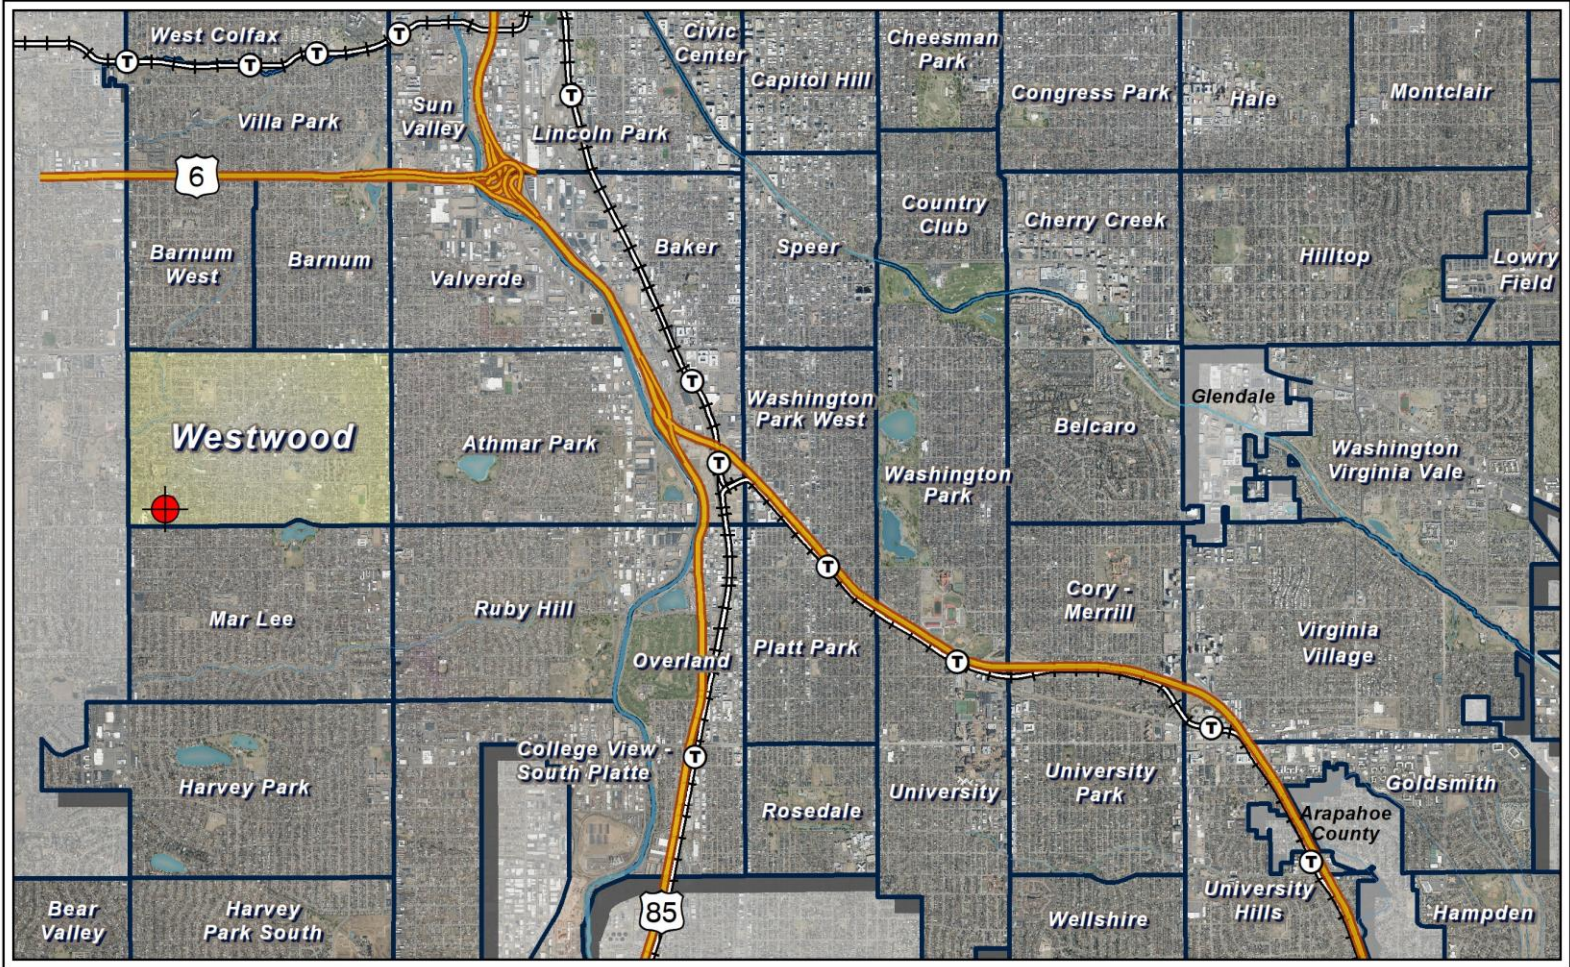 West Colfax
Civic
Center
Cheesman
Park
Capitol Hill
Congress Park
Hale
Montclair
Villa Park
Sun
Valley
Lincoln Park
6
Barnum
West
Barnum
Valverde
Baker
Speer
Country
Club
Cherry Creek
Hilltop
Lowry
Field
Westwood
Athmar Park
Washington
Park West
Washington
Park
Belcaro
Glendale
Washington
Virginia Vale
Mar Lee
Ruby Hill
Overland
Platt Park
Cory -
Merrill
Virginia
Village
Harvey Park
College View -
South Platte
Rosedale
University
University
Park
Goldsmith
Arapahoe
County
Bear
Valley
Harvey
Park South
85
Wellshire
University
Hills
Hampden
T
T
T
T
T
T
T
T
T
T
T
T